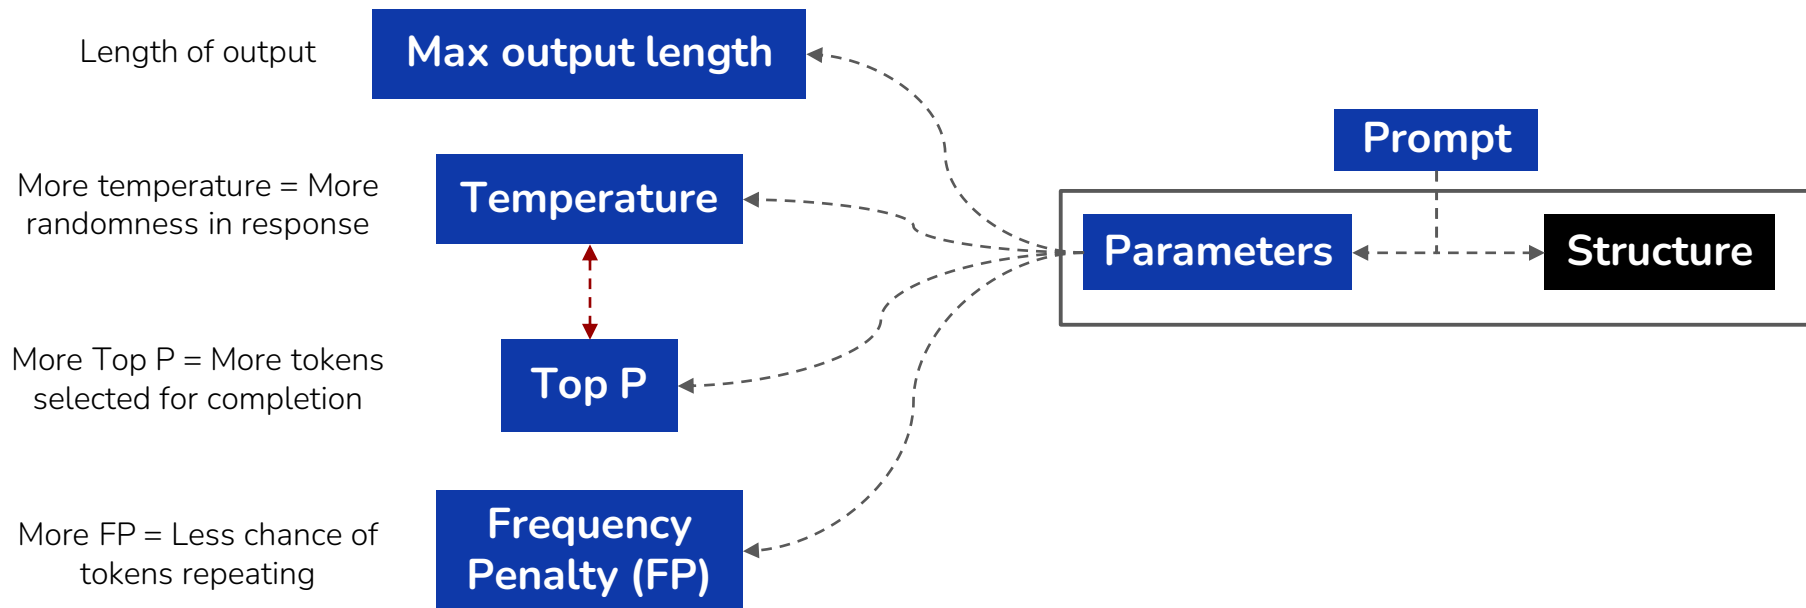 Length of output
Max output length
Prompt
More temperature = More
randomness in response
Temperature
Parameters
Structure
More Top P = More tokens
selected for completion
Top P
More FP = Less chance of
tokens repeating
Frequency
Penalty (FP)